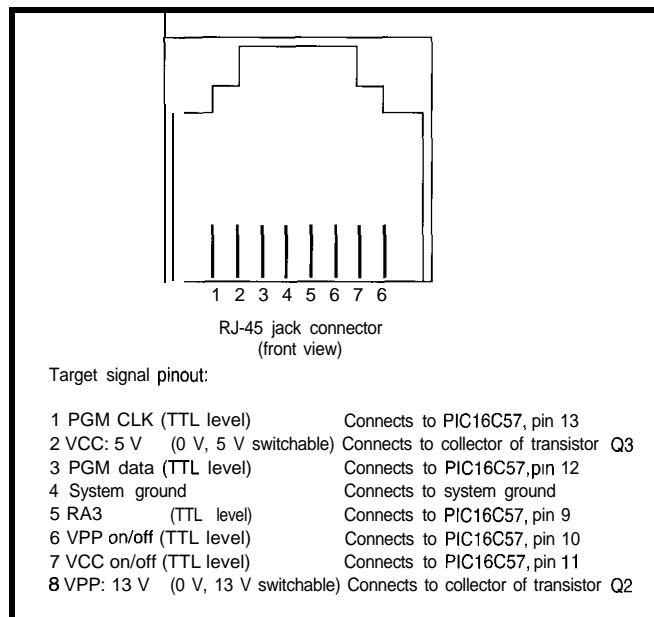 1 2 3 4 5 6 7 6
RJ-45 jack connector
(front view)
Target signal pinout:
1 PGM CLK (TTL level) Connects to PIC16C57, pin 13
2 VCC: 5 V (0 V, 5 V switchable) Connects to collector of transistor Q3
3 PGM data (TTL level) Connects to PIC16C57,pin 12
4 System ground Connects to system ground
5 RA3 (TTL level) Connects to PIC16C57, pin 9
6 VPP on/off (TTL level) Connects to PIC16C57, pin 10
7 VCC on/off (TTL level) Connects to PIC16C57, pin 11
8 VPP: 13 V (0 V, 13 V switchable) Connects to collector of transistor Q2